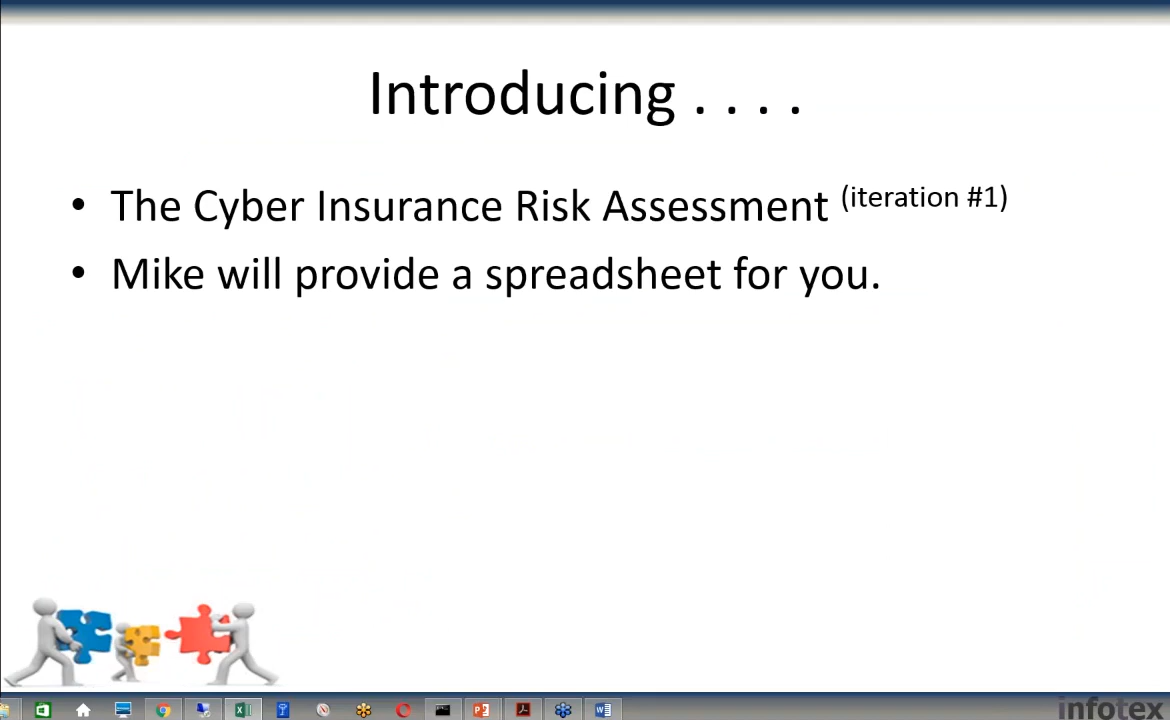 Introducing . . . .
• The Cyber Insurance Risk Assessment (iteration #1)
• Mike will provide a spreadsheet for you.
infotex